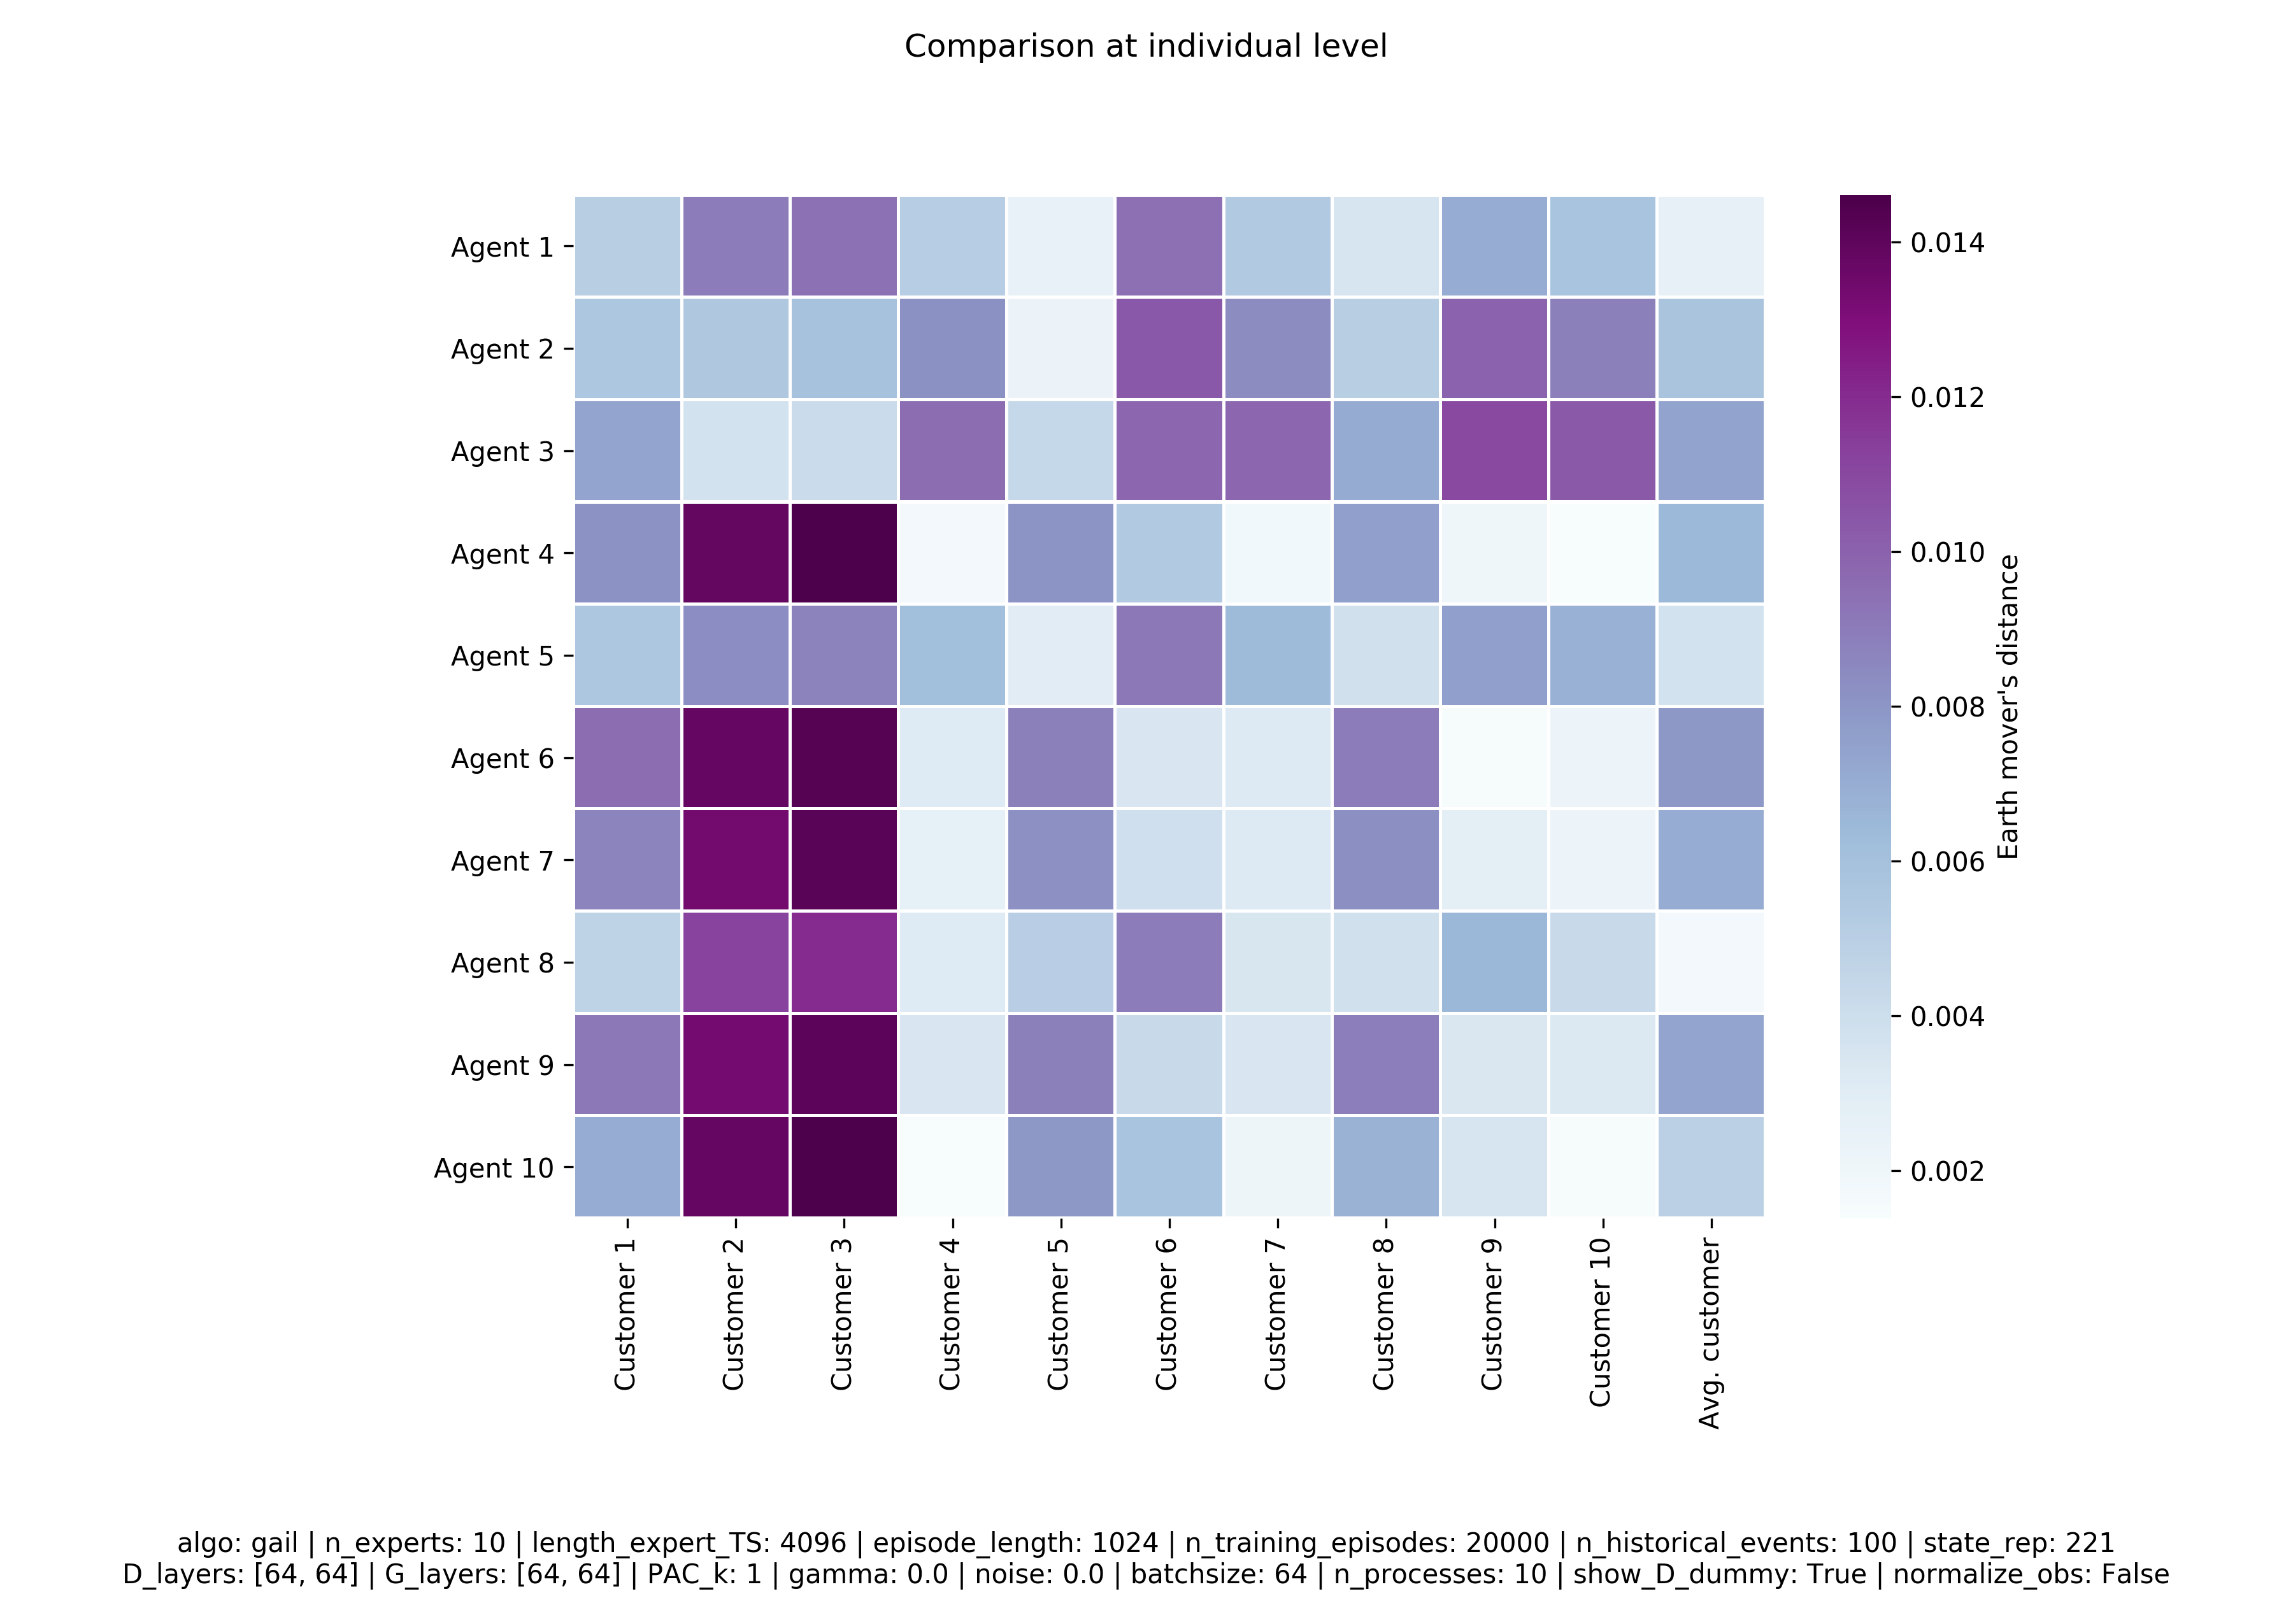 Comparison at individual level
Agent 1
Agent 2
Agent 3
Agent 4
Agent 5
Agent 6
Agent 7
Agent 8
Agent 9
Agent 10
Customer 1
Customer 2
Customer 3
Customer 4
Customer 5
Customer 6
Customer 7
Customer 8
Customer 9
Customer 10
Avg. customer
0.014
0.012
0.010
0.008
0.006
0.004
0.002
Earth mover's distance
algo: gail | n_experts: 10 | length_expert_TS: 4096 | episode_length: 1024 | n_training_episodes: 20000 | n_historical_events: 100 | state_rep: 221
D_layers: [64, 64] | G_layers: [64, 64] | PAC_k: 1 | gamma: 0.0 | noise: 0.0 | batchsize: 64 | n_processes: 10 | show_D_dummy: True | normalize_obs: False